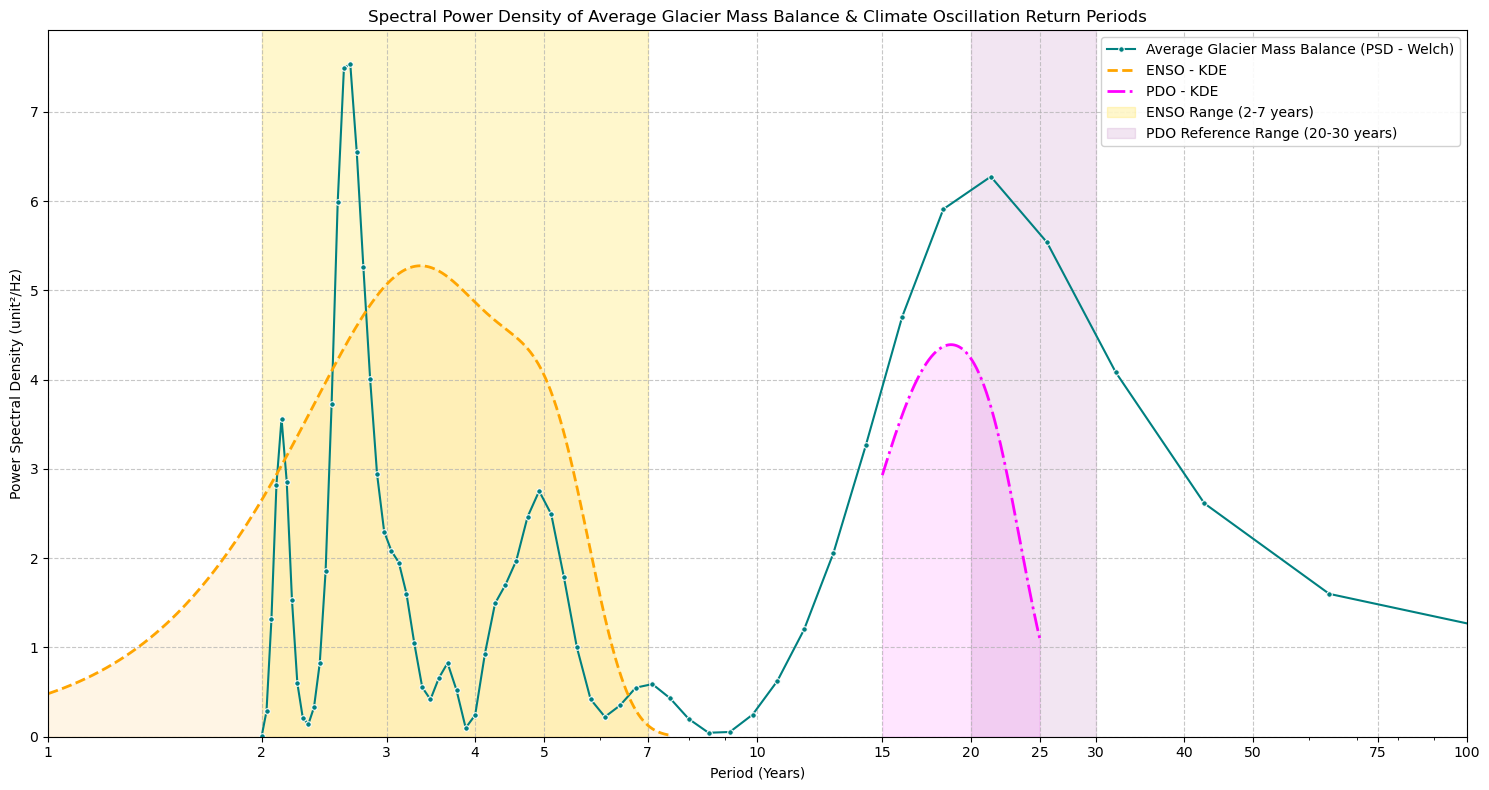 Spectral Power Density of Average Glacier Mass Balance & Climate Oscillation Return Periods
Average Glacier Mass Balance (PSD - Welch)
ENSO - KDE
PDO - KDE
ENSO Range (2-7 years)
PDO Reference Range (20-30 years)
Power Spectral Density (unit²/Hz)
7
6
5
4
3
2
1
0
1 2 3 4 5 7 10 15 20 25 30 40 50 75 100
Period (Years)